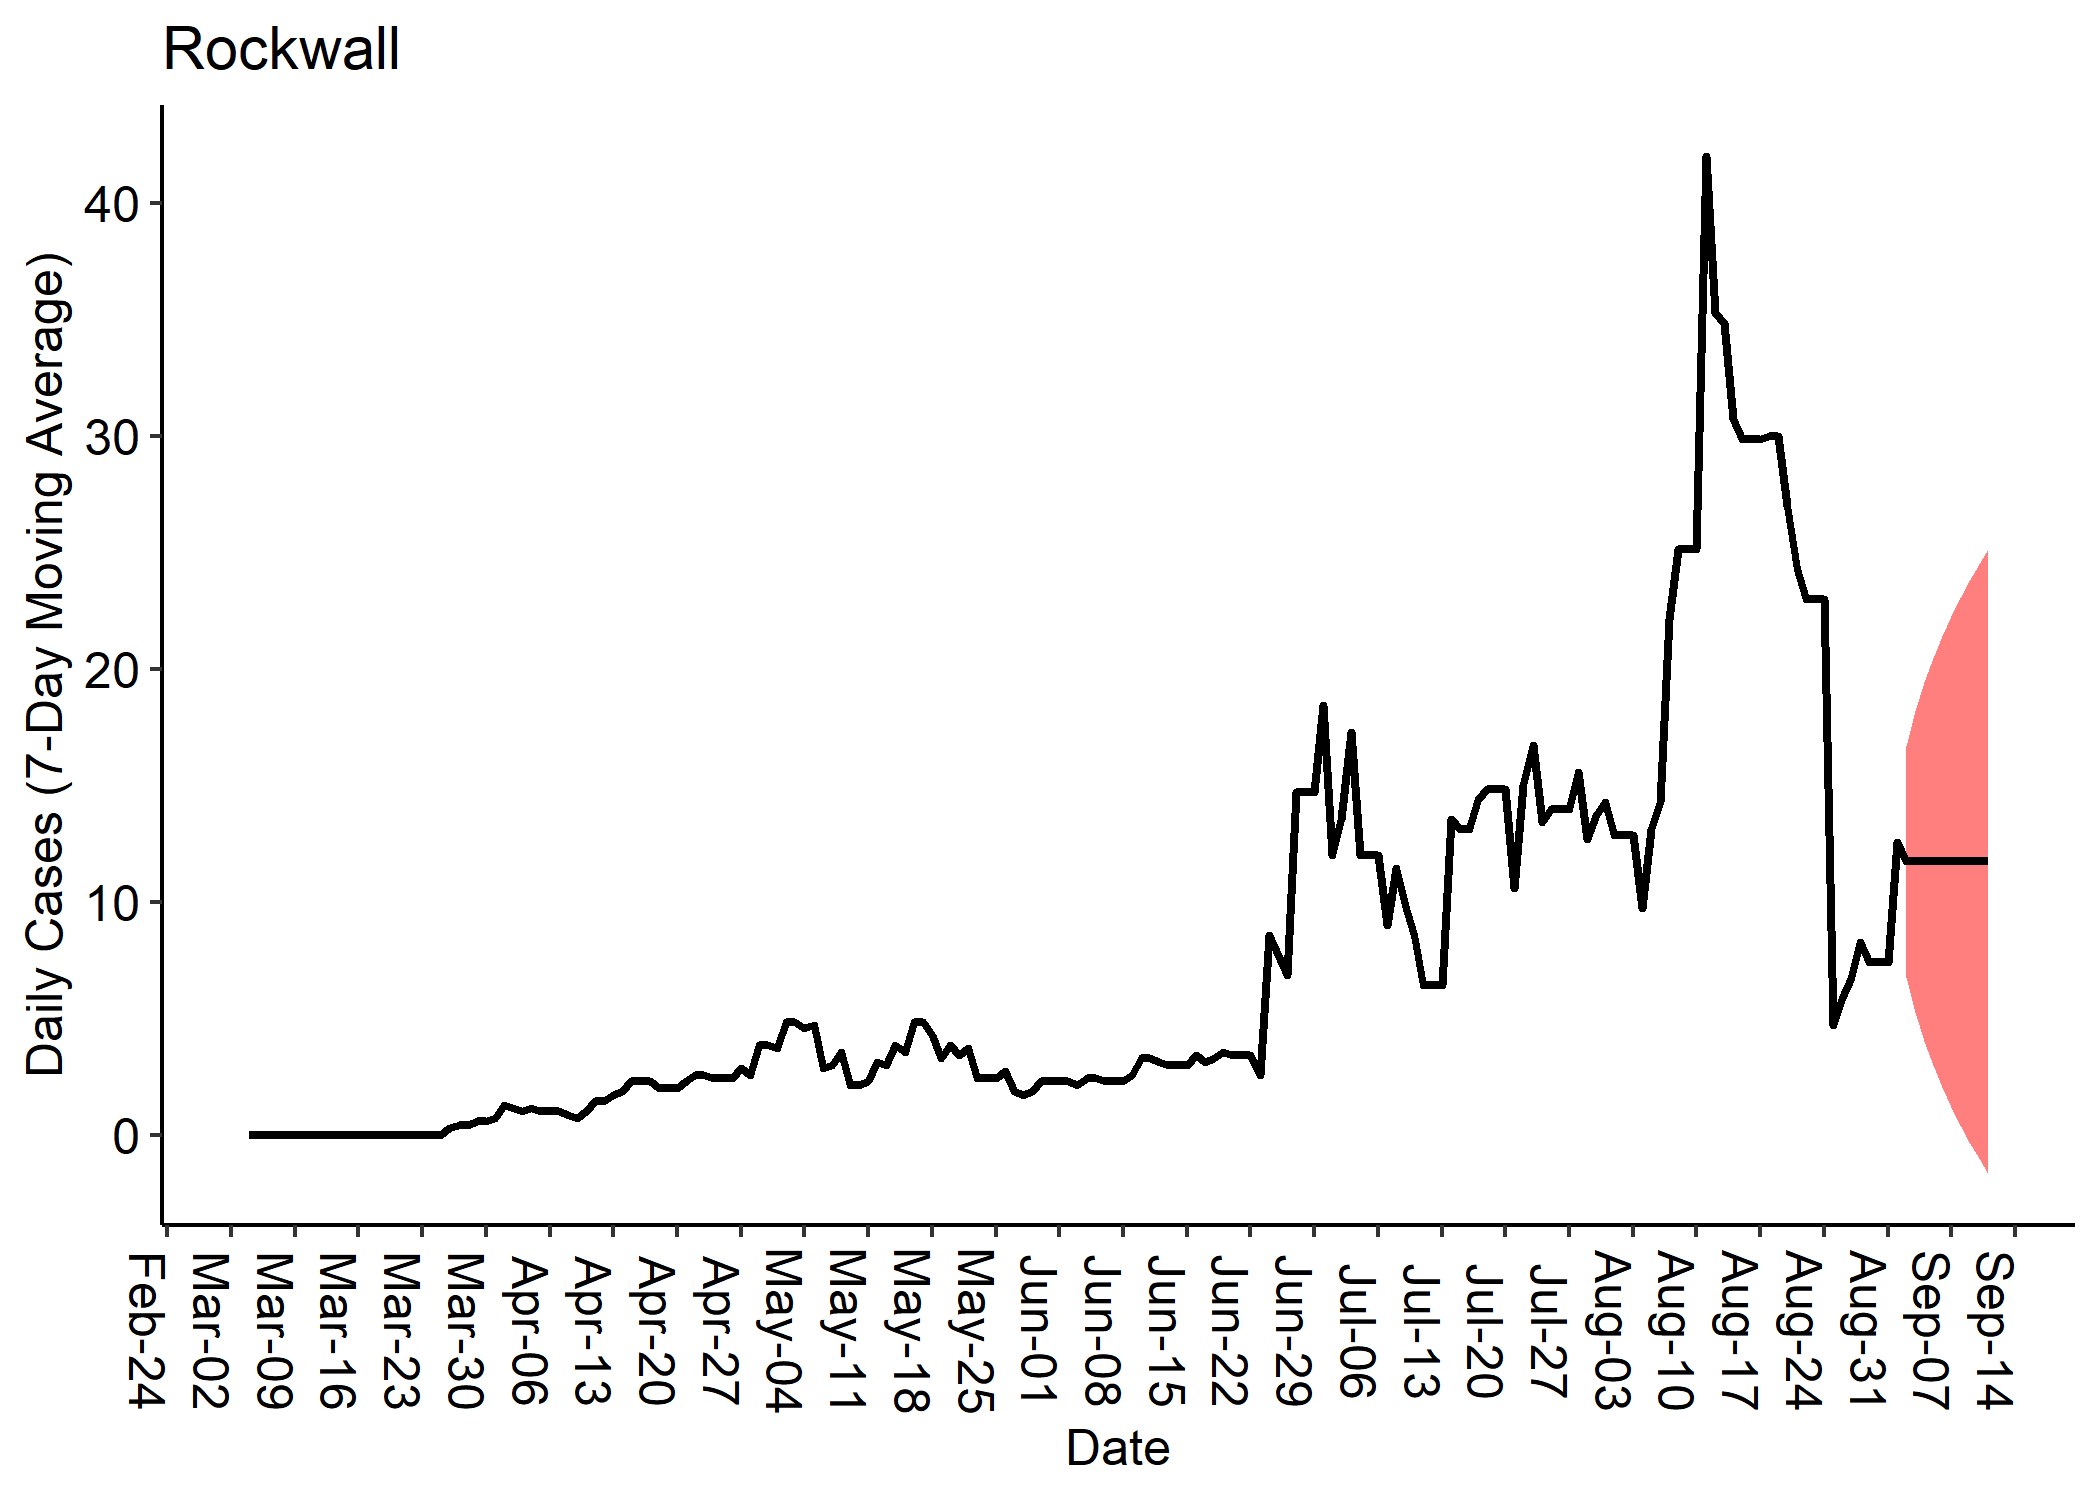 Rockwall
Daily Cases (7-Day Moving Average)
40
30
20
10
0
Feb-24
Mar-02
Mar-09
Mar-16
Mar-23
Mar-30
Apr-06
Apr-13
Apr-20
Apr-27
May-04
May-11
May-18
May-25
Jun-01
Jun-08
Jun-15
Jun-22
Jun-29
Jul-06
Jul-13
Jul-20
Jul-27
Aug-03
Aug-10
Aug-17
Aug-24
Aug-31
Sep-07
Sep-14
Date